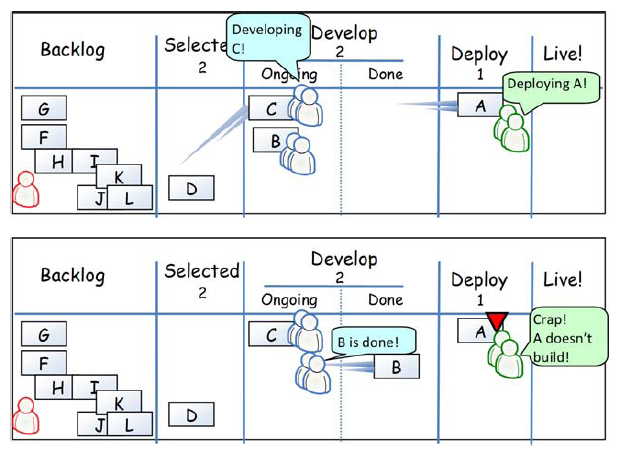 Backlog
Selected
2
Developing
C!
Develop
2
Ongoing
Done
Deploy
1
Live!
Deploying A!
G
F
H
I
K
J
L
D
C
B
A
Backlog
Selected
2
Develop
2
Ongoing
Done
Deploy
1
Live!
G
F
H
I
K
J
L
D
C
B is done!
B
A
Crap!
A doesn't
build!